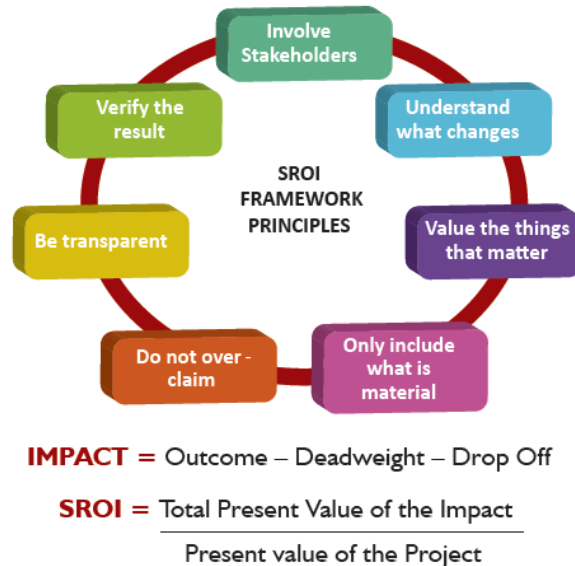 Involve
Stakeholders
Understand
what changes
Value the things
that matter
Only include
what is
material
Do not over -
claim
Be transparent
Verify the
result
SROI
FRAMEWORK
PRINCIPLES
IMPACT = Outcome – Deadweight – Drop Off
SROI = Total Present Value of the Impact
Present value of the Project